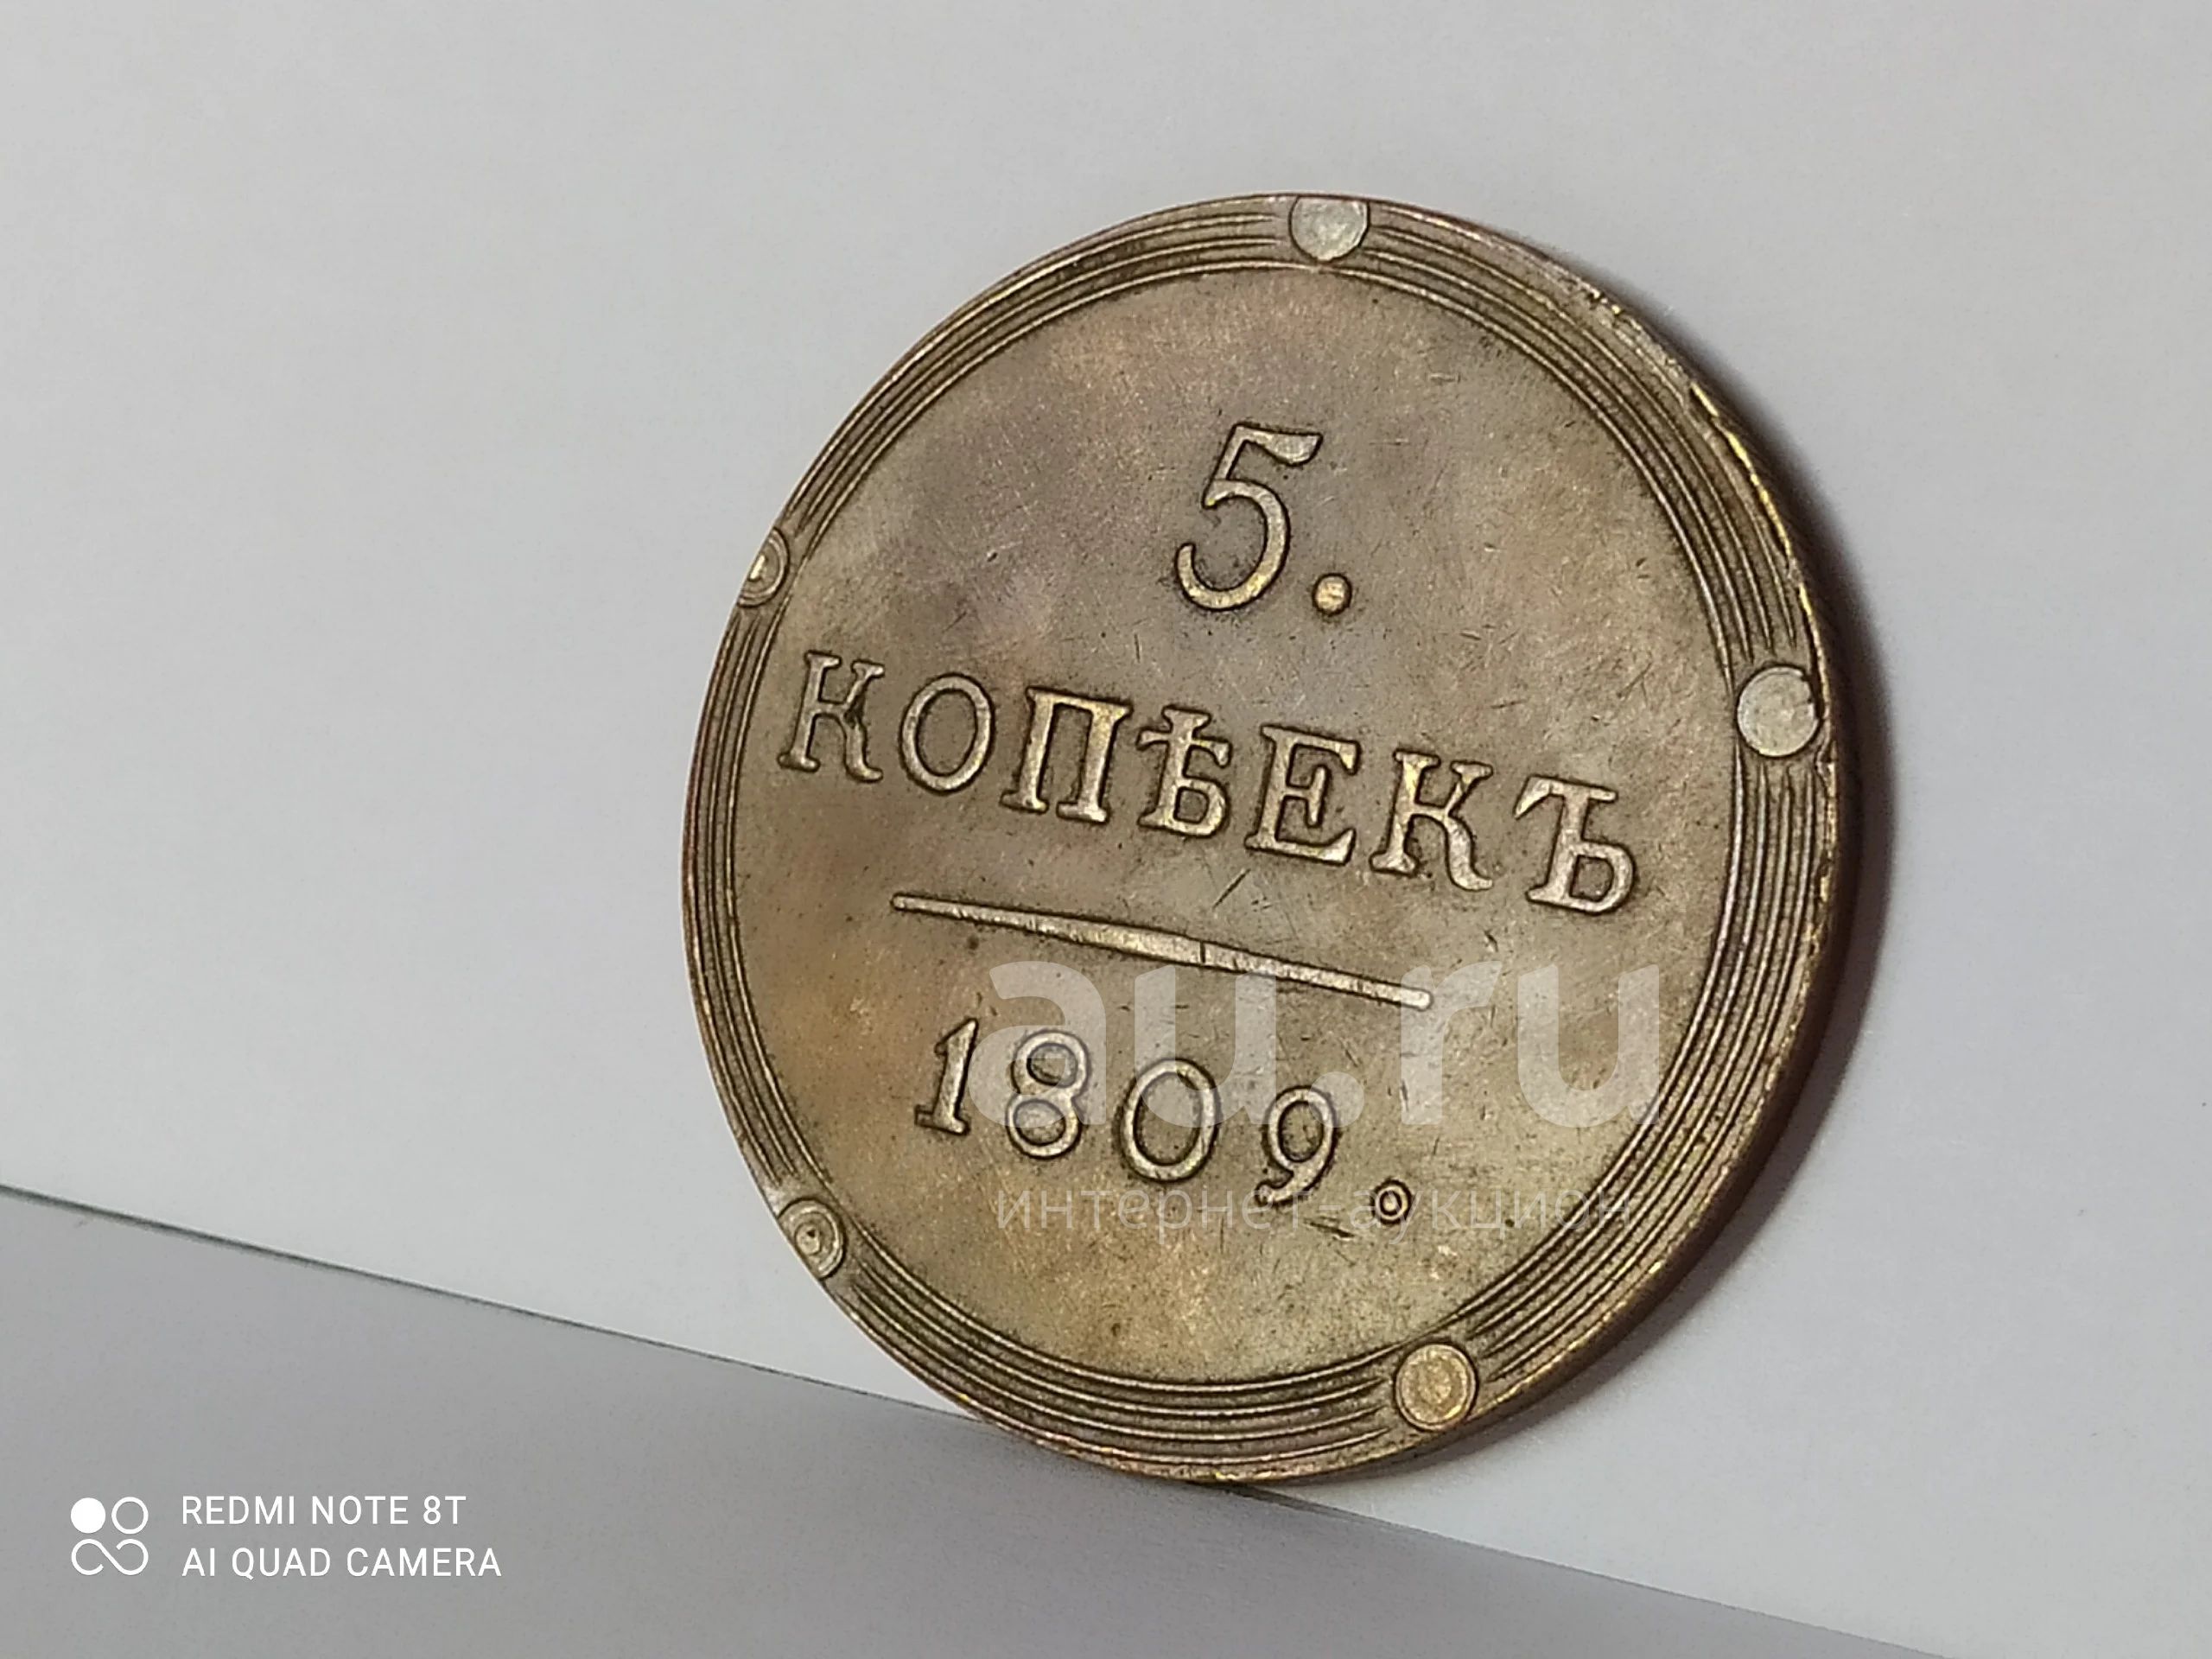 5.
КОПѢЕКЪ
1809.
au.ru
интернет-аукцион
REDMI NOTE 8T
AI QUAD CAMERA